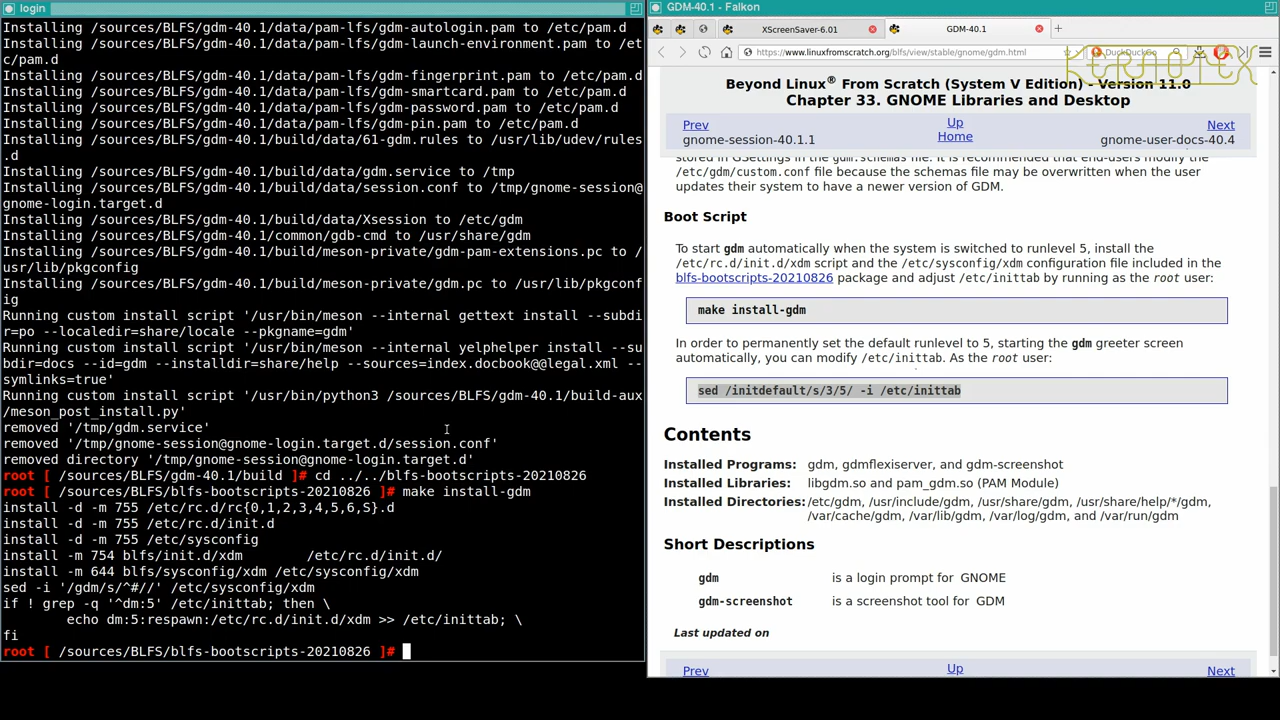 login
Installing /sources/BLFS/gdm-40.1/build/data/pam-lfs/gdm-autologin.pam to /etc/pam.d
Installing /sources/BLFS/gdm-40.1/build/data/pam-lfs/gdm-launch-environment.pam to /et
c/pam.d
Installing /sources/BLFS/gdm-40.1/build/data/pam-lfs/gdm-fingerprint.pam to /etc/pam.d
Installing /sources/BLFS/gdm-40.1/build/data/pam-lfs/gdm-smartcard.pam to /etc/pam.d
Installing /sources/BLFS/gdm-40.1/build/data/pam-lfs/gdm-password.pam to /etc/pam.d
Installing /sources/BLFS/gdm-40.1/build/data/pam-lfs/gdm-pin.pam to /etc/pam.d
Installing /sources/BLFS/gdm-40.1/build/data/61-gdm.rules to /usr/lib/udev/rules
.d
Installing /sources/BLFS/gdm-40.1/build/data/gdm.service to /tmp
Installing /sources/BLFS/gdm-40.1/build/data/session.conf to /tmp/gnome-session@
gnome-login.target.d
Installing /sources/BLFS/gdm-40.1/build/data/Xsession to /etc/gdm
Installing /sources/BLFS/gdm-40.1/common/gdb-cmd to /usr/share/gdm
Installing /sources/BLFS/gdm-40.1/build/meson-private/gdm-pam-extensions.pc to /
usr/lib/pkgconfig
Installing /sources/BLFS/gdm-40.1/build/meson-private/gdm.pc to /usr/lib/pkgconf
ig
Running custom install script '/usr/bin/meson --internal gettext install --subdi
r=po --localedir=share/locale --pkgname=gdm'
Running custom install script '/usr/bin/meson --internal yelphelper install --su
bdir=docs --id=gdm --installdir=share/help --sources=index.docbook@@legal.xml --
symlinks=true'
Running custom install script '/usr/bin/python3 /sources/BLFS/gdm-40.1/build-aux
/meson_post_install.py'
removed '/tmp/gdm.service'
removed '/tmp/gnome-session@gnome-login.target.d/session.conf'
removed directory '/tmp/gnome-session@gnome-login.target.d'
root [ /sources/BLFS/gdm-40.1/build ]# cd ../../blfs-bootscripts-20210826
root [ /sources/BLFS/blfs-bootscripts-20210826 ]# make install-gdm
install -d -m 755 /etc/rc.d/rc{0,1,2,3,4,5,6,S}.d
install -d -m 755 /etc/rc.d/init.d
install -d -m 755 /etc/sysconfig
install -m 754 blfs/init.d/xdm        /etc/rc.d/init.d/
install -m 644 blfs/sysconfig/xdm /etc/sysconfig/xdm
sed -i '/gdm/s/^#//' /etc/sysconfig/xdm
if ! grep -q '^dm:5' /etc/inittab; then \
        echo dm:5:respawn:/etc/rc.d/init.d/xdm >> /etc/inittab; \
fi
root [ /sources/BLFS/blfs-bootscripts-20210826 ]#
GDM-40.1 - Falkon
XScreenSaver-6.01
GDM-40.1
https://www.linuxfromscratch.org/blfs/view/stable/gnome/gdm.html
DuckDuckGo
KERNOTEX
Beyond Linux® From Scratch (System V Edition) - Version 11.0
Chapter 33. GNOME Libraries and Desktop
Prev Up Next
gnome-session-40.1.1 Home gnome-user-docs-40.4
stored in GSettings in the gdm.schemas file. It is recommended that end-users modify the
/etc/gdm/custom.conf file because the schemas file may be overwritten when the user
updates their system to have a newer version of GDM.
Boot Script
To start gdm automatically when the system is switched to runlevel 5, install the
/etc/rc.d/init.d/xdm script and the /etc/sysconfig/xdm configuration file included in the
blfs-bootscripts-20210826 package and adjust /etc/inittab by running as the root user:
make install-gdm
In order to permanently set the default runlevel to 5, starting the gdm greeter screen
automatically, you can modify /etc/inittab. As the root user:
sed /initdefault/s/3/5/ -i /etc/inittab
Contents
Installed Programs: gdm, gdmflexiserver, and gdm-screenshot
Installed Libraries: libgdm.so and pam_gdm.so (PAM Module)
Installed Directories: /etc/gdm, /usr/include/gdm, /usr/share/gdm, /usr/share/help/*/gdm,
/var/cache/gdm, /var/lib/gdm, /var/log/gdm, and /var/run/gdm
Short Descriptions
gdm is a login prompt for GNOME
gdm-screenshot is a screenshot tool for GDM
Last updated on
Prev Up Next